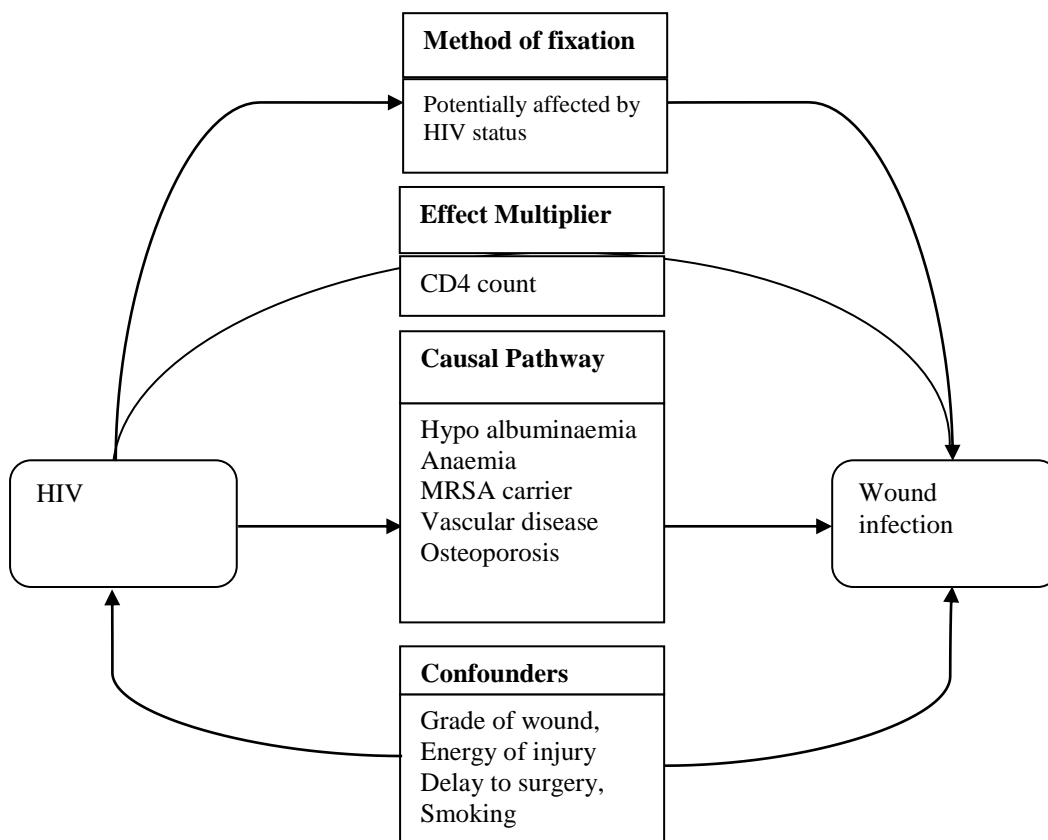 Method of fixation
Potentially affected by
HIV status
Effect Multiplier
CD4 count
Causal Pathway
Hypo albuminaemia
Anaemia
MRSA carrier
Vascular disease
Osteoporosis
HIV
Wound
infection
Confounders
Grade of wound,
Energy of injury
Delay to surgery,
Smoking